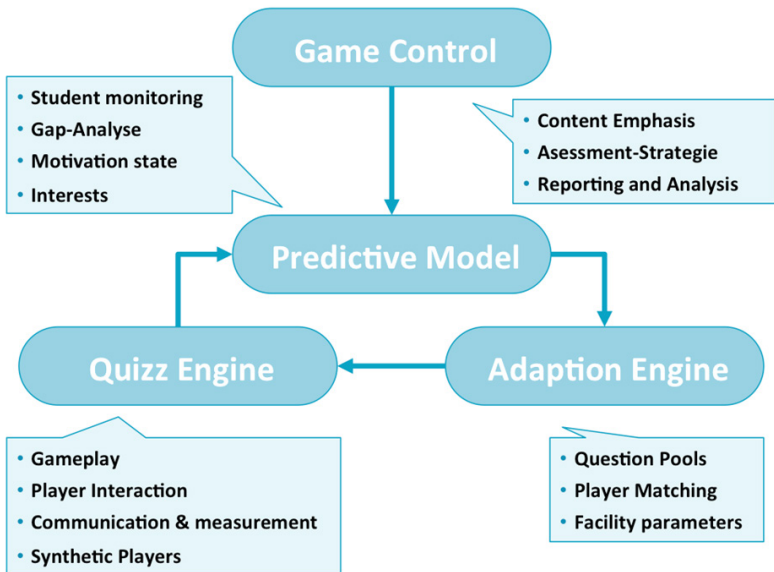 Game Control
• Student monitoring
• Gap-Analyse
• Motivation state
• Interests
• Content Emphasis
• Asessment-Strategie
• Reporting and Analysis
Predictive Model
Quizz Engine
Adaption Engine
• Gameplay
• Player Interaction
• Communication & measurement
• Synthetic Players
• Question Pools
• Player Matching
• Facility parameters